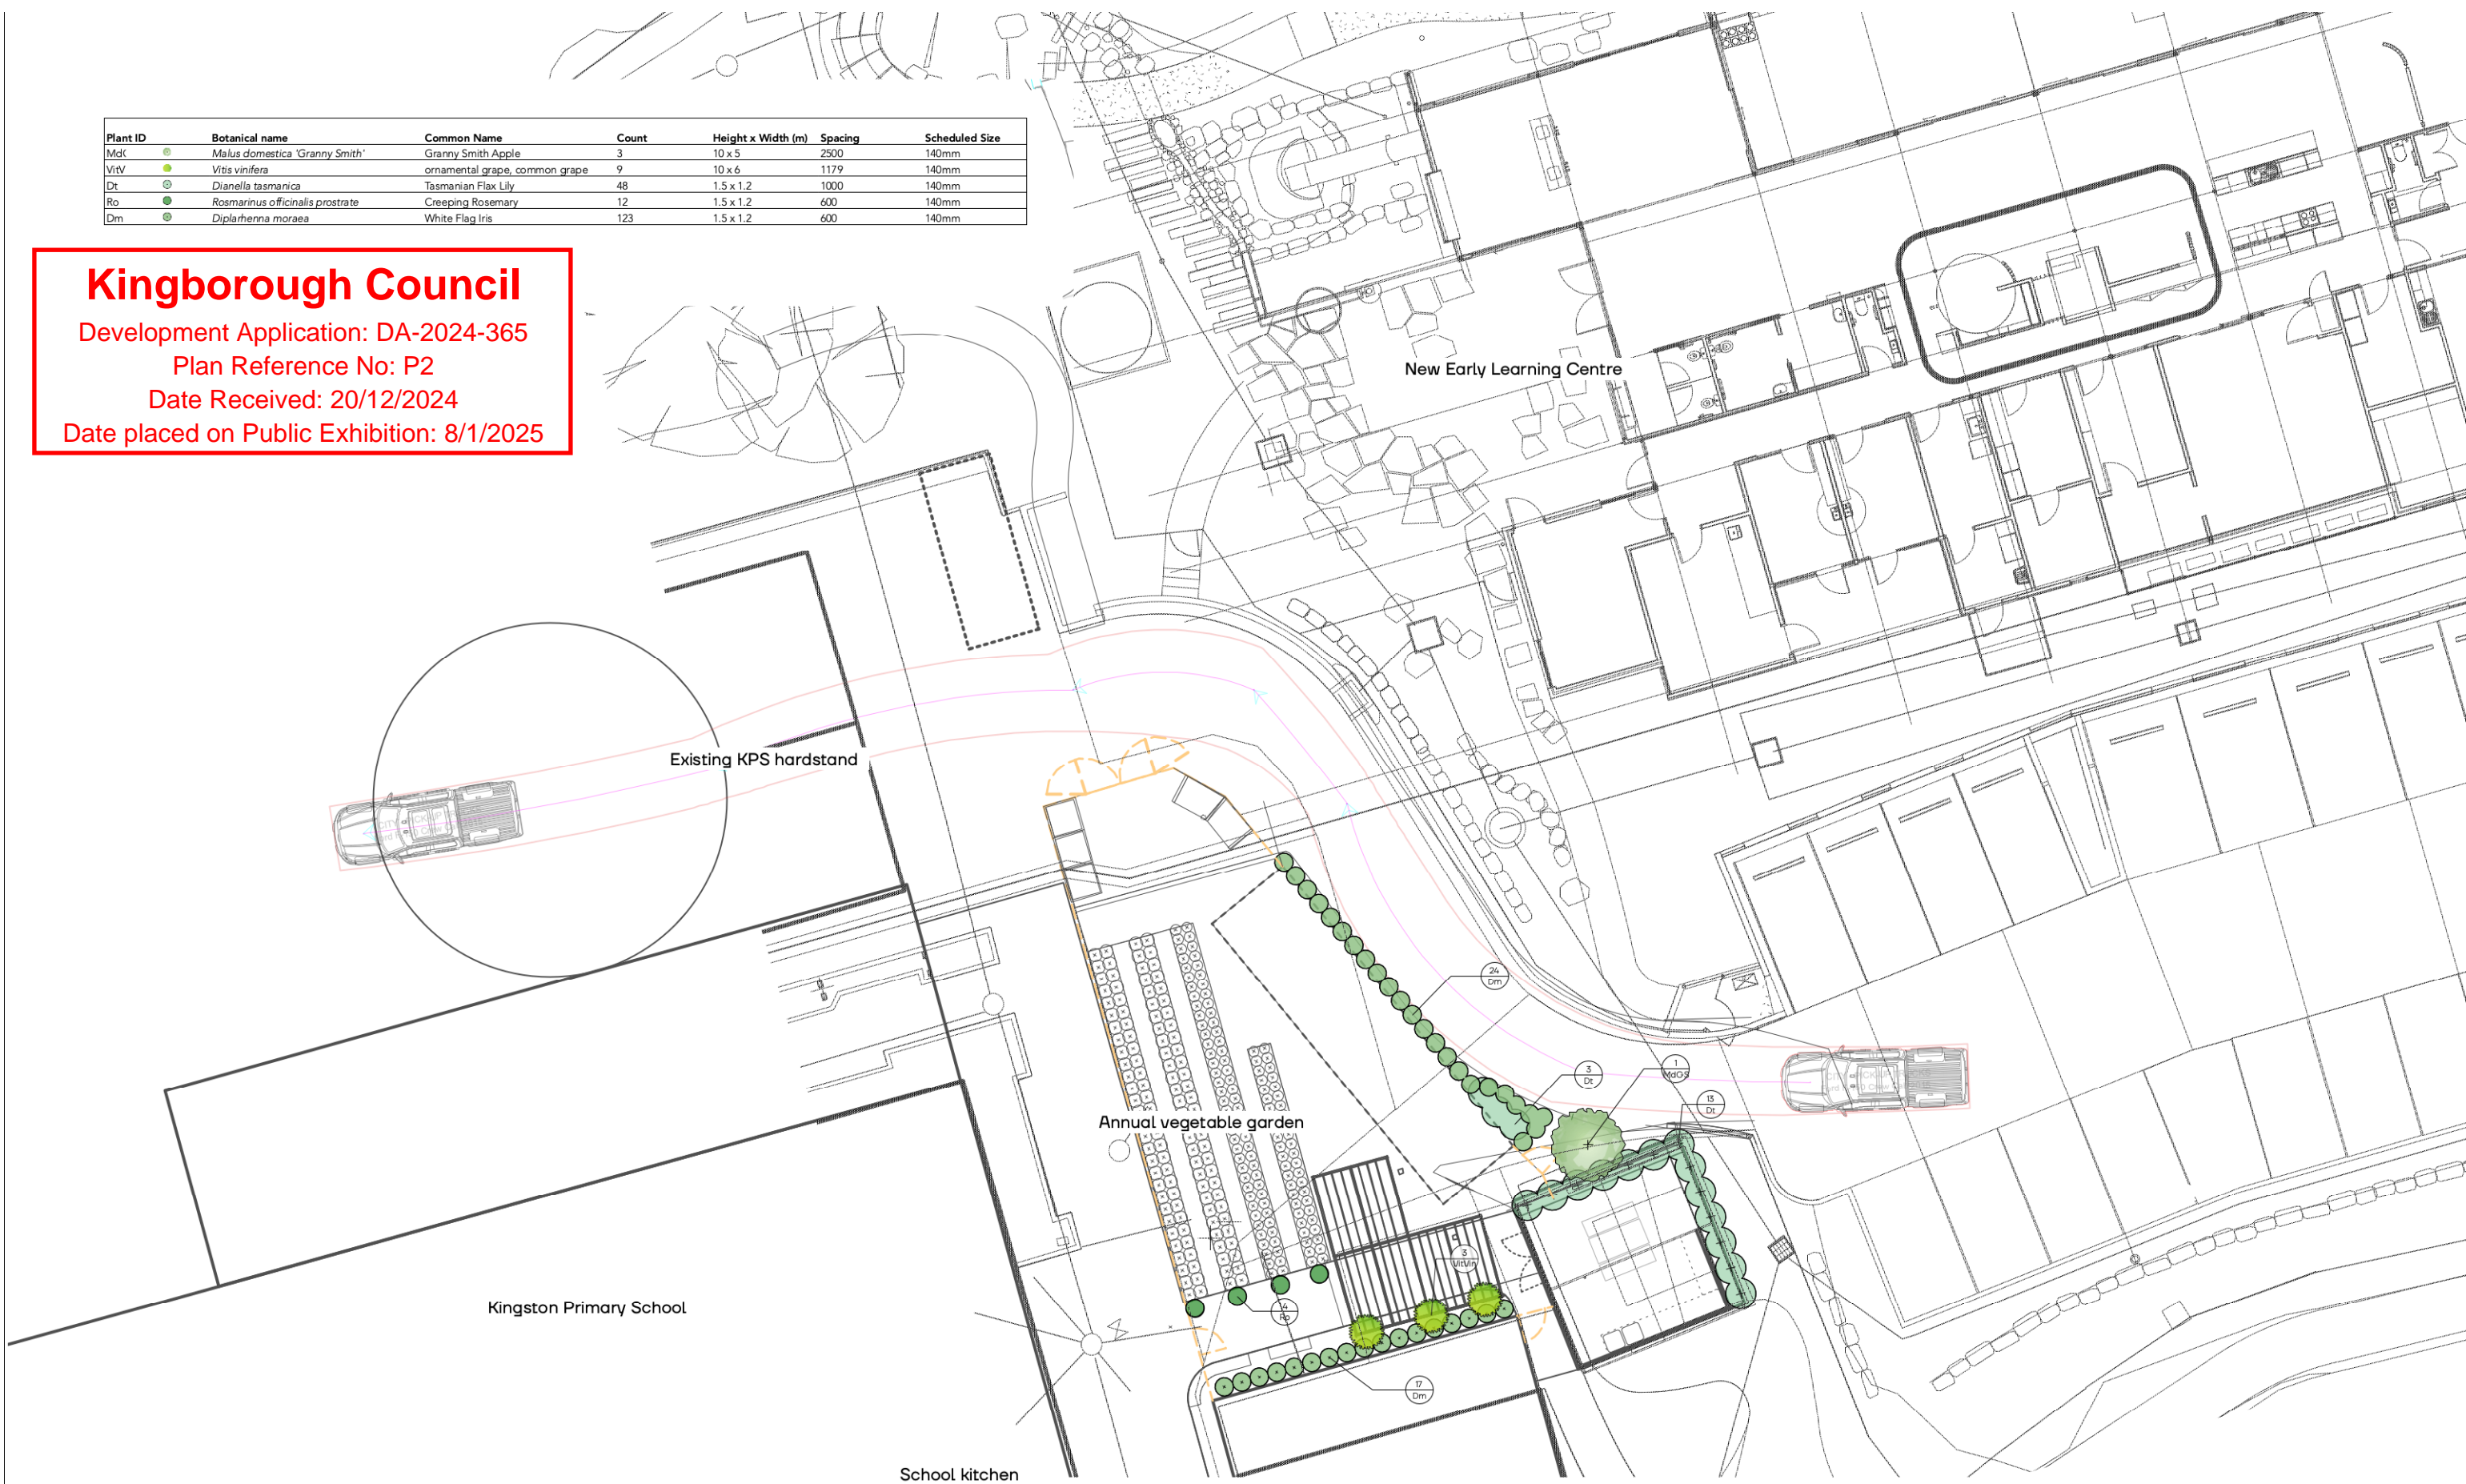 Plant ID Botanical name Common Name Count Height x Width (m) Spacing Scheduled Size
Md( Malus domestica 'Granny Smith' Granny Smith Apple 3 10 x 5 2500 140mm
VitV Vitis vinifera ornamental grape, common grape 9 10 x 6 1179 140mm
Dt Dianella tasmanica Tasmanian Flax Lily 48 1.5 x 1.2 1000 140mm
Ro Rosmarinus officinalis prostrate Creeping Rosemary 12 1.5 x 1.2 600 140mm
Dm Diplarhenna moraea White Flag Iris 123 1.5 x 1.2 600 140mm
Kingborough Council
Development Application: DA-2024-365
Plan Reference No: P2
Date Received: 20/12/2024
Date placed on Public Exhibition: 8/1/2025
New Early Learning Centre
Existing KPS hardstand
24
Dm
3
Dt
1
MdGS
13
Dt
Annual vegetable garden
3
VitVin
Kingston Primary School
4
Ro
17
Dm
School kitchen